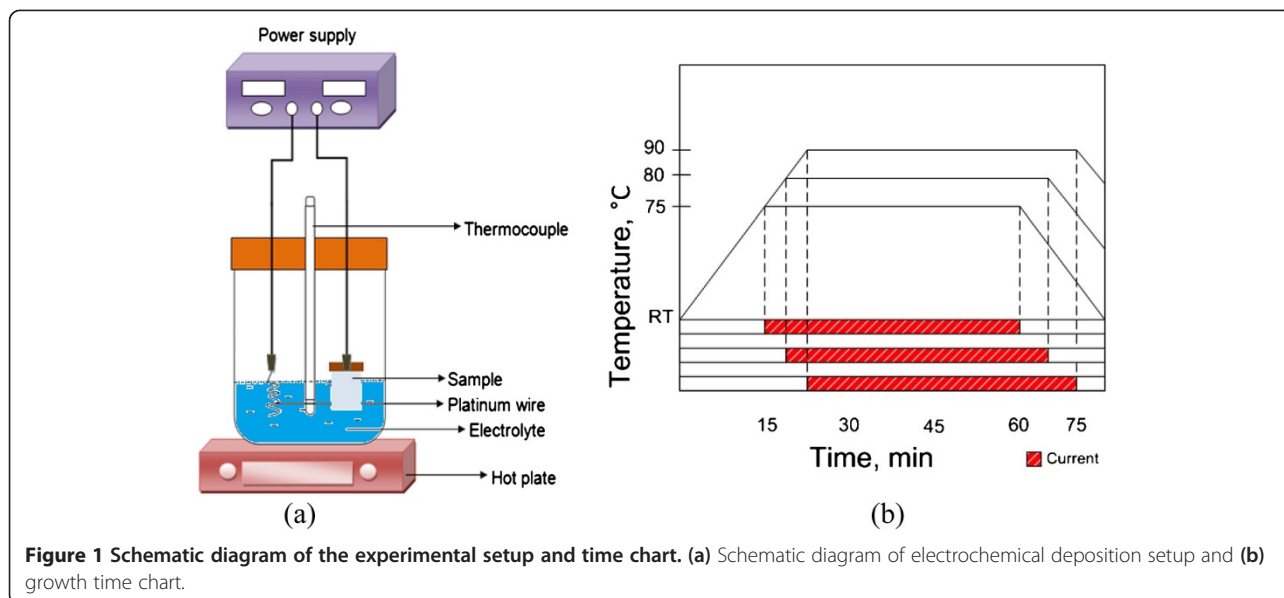 Power supply
Thermocouple
Sample
Platinum wire
Electrolyte
Hot plate
(a)
Temperature, °C
90
80
75
RT
15 30 45 60 75
Time, min
Current
(b)
Figure 1 Schematic diagram of the experimental setup and time chart. (a) Schematic diagram of electrochemical deposition setup and (b)
growth time chart.